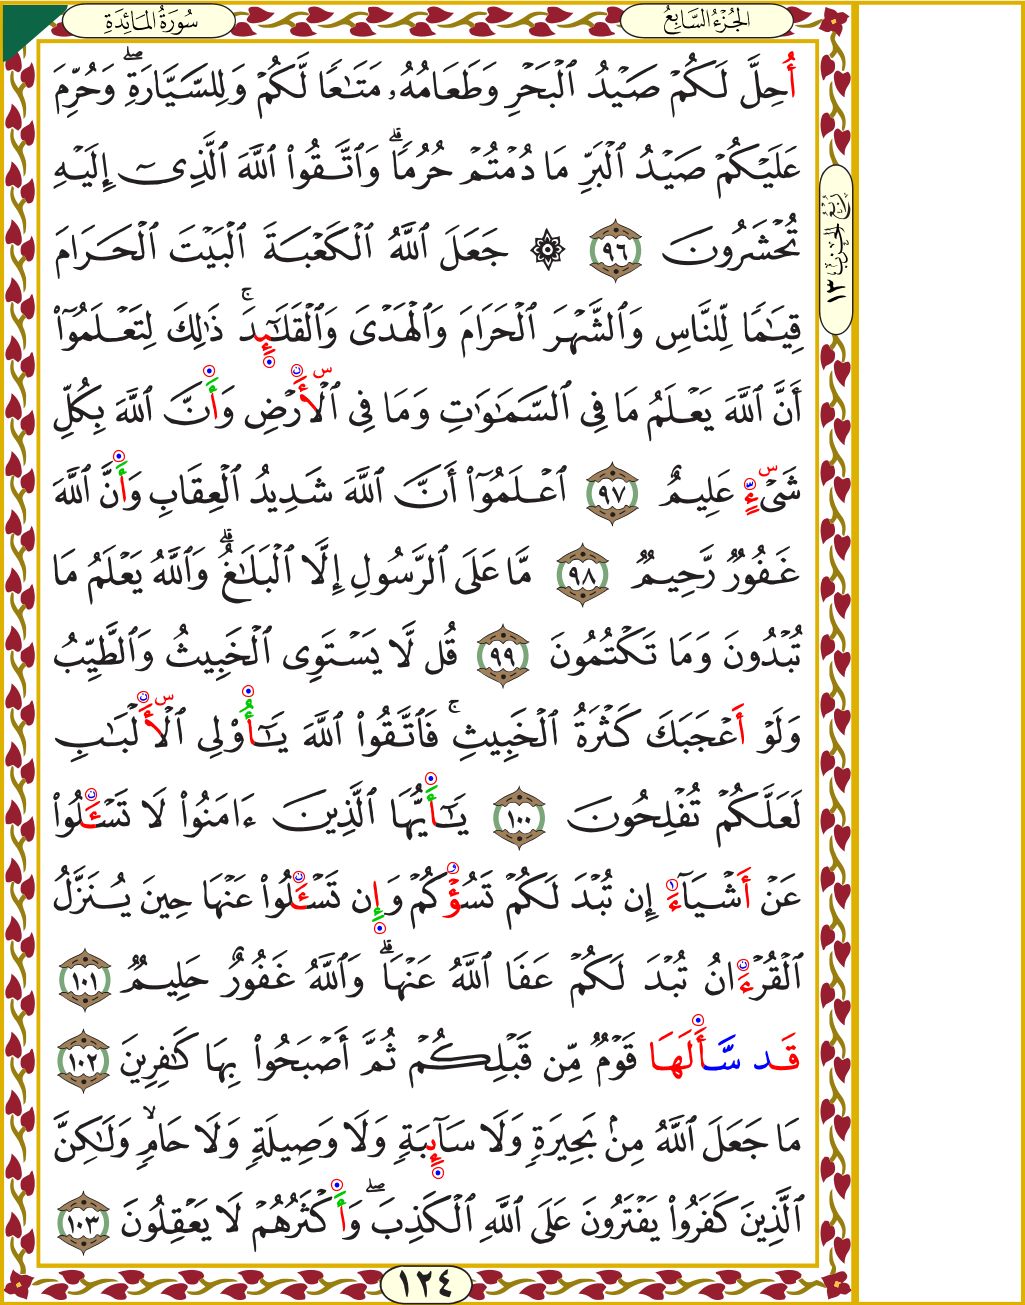 الجُزْءُ السَّابِعُ
سُورَةُ المَائِدَةِ
أُحِلَّ لَكُمْ صَيْدُ ٱلْبَحْرِ وَطَعَامُهُۥ مَتَـٰعًا لَّكُمْ وَلِلسَّيَّارَةِ ۖ وَحُرِّمَ
عَلَيْكُمْ صَيْدُ ٱلْبَرِّ مَا دُمْتُمْ حُرُمًا ۗ وَٱتَّقُوا۟ ٱللَّهَ ٱلَّذِىٓ إِلَيْهِ
تُحْشَرُونَ ٩٦ ۞ جَعَلَ ٱللَّهُ ٱلْكَعْبَةَ ٱلْبَيْتَ ٱلْحَرَامَ
قِيَـٰمًا لِّلنَّاسِ وَٱلشَّهْرَ ٱلْحَرَامَ وَٱلْهَدْىَ وَٱلْقَلَـٰٓئِدَ ۚ ذَٰلِكَ لِتَعْلَمُوٓا۟
أَنَّ ٱللَّهَ يَعْلَمُ مَا فِى ٱلسَّمَـٰوَٰتِ وَمَا فِى ٱلْأَرْضِ وَأَنَّ ٱللَّهَ بِكُلِّ
شَىْءٍ عَلِيمٌ ٩٧ ٱعْلَمُوٓا۟ أَنَّ ٱللَّهَ شَدِيدُ ٱلْعِقَابِ وَأَنَّ ٱللَّهَ
غَفُورٌ رَّحِيمٌ ٩٨ مَّا عَلَى ٱلرَّسُولِ إِلَّا ٱلْبَلَـٰغُ ۗ وَٱللَّهُ يَعْلَمُ مَا
تُبْدُونَ وَمَا تَكْتُمُونَ ٩٩ قُل لَّا يَسْتَوِى ٱلْخَبِيثُ وَٱلطَّيِّبُ
وَلَوْ أَعْجَبَكَ كَثْرَةُ ٱلْخَبِيثِ ۚ فَٱتَّقُوا۟ ٱللَّهَ يَـٰٓأُو۟لِى ٱلْأَلْبَـٰبِ
لَعَلَّكُمْ تُفْلِحُونَ ١٠٠ يَـٰٓأَيُّهَا ٱلَّذِينَ ءَامَنُوا۟ لَا تَسْـَٔلُوا۟
عَنْ أَشْيَآءَ إِن تُبْدَ لَكُمْ تَسُؤْكُمْ وَإِن تَسْـَٔلُوا۟ عَنْهَا حِينَ يُنَزَّلُ
ٱلْقُرْءَانُ تُبْدَ لَكُمْ عَفَا ٱللَّهُ عَنْهَا ۗ وَٱللَّهُ غَفُورٌ حَلِيمٌ ١٠١
قَدْ سَأَلَهَا قَوْمٌ مِّن قَبْلِكُمْ ثُمَّ أَصْبَحُوا۟ بِهَا كَـٰفِرِينَ ١٠٢
مَا جَعَلَ ٱللَّهُ مِنۢ بَحِيرَةٍ وَلَا سَآئِبَةٍ وَلَا وَصِيلَةٍ وَلَا حَامٍ ۙ وَلَـٰكِنَّ
ٱلَّذِينَ كَفَرُوا۟ يَفْتَرُونَ عَلَى ٱللَّهِ ٱلْكَذِبَ ۖ وَأَكْثَرُهُمْ لَا يَعْقِلُونَ ١٠٣
رُبْعُ الحِزْبِ ١٣
١٢٤